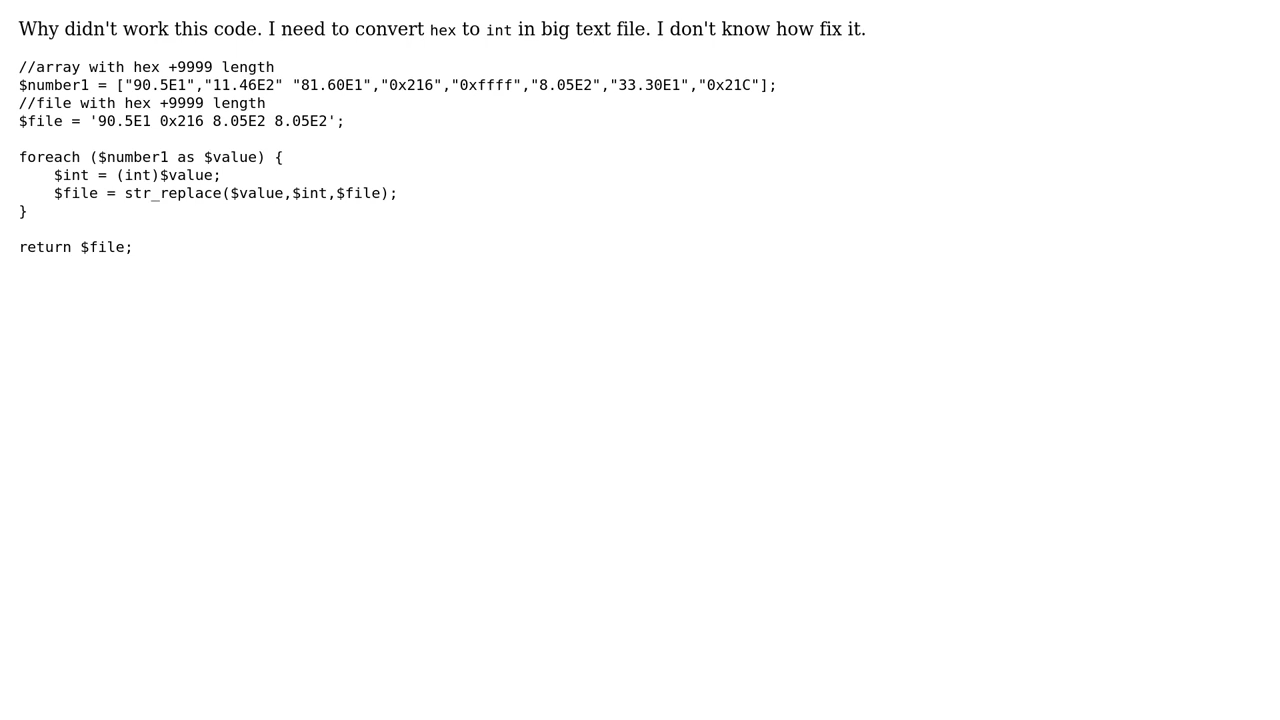 Why didn't work this code. I need to convert hex to int in big text file. I don't know how fix it.
//array with hex +9999 length
$number1 = ["90.5E1","11.46E2" "81.60E1","0x216","0xffff","8.05E2","33.30E1","0x21C"];
//file with hex +9999 length
$file = '90.5E1 0x216 8.05E2 8.05E2';
foreach ($number1 as $value) {
    $int = (int)$value;
    $file = str_replace($value,$int,$file);
}
return $file;